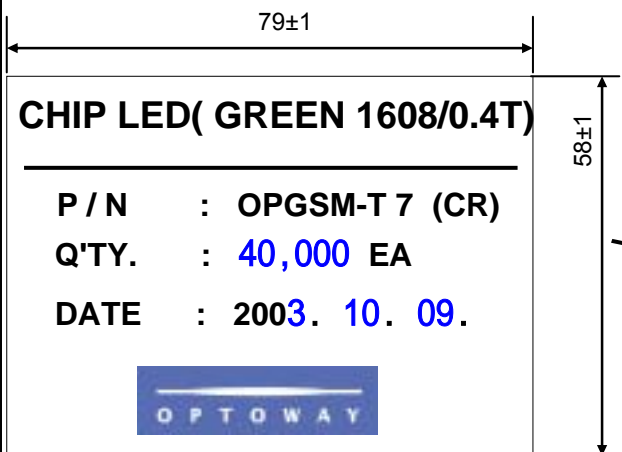 79±1
CHIP LED( GREEN 1608/0.4T)
58±1
P / N : OPGSM-T 7 (CR)
Q'TY. : 40,000 EA
DATE : 2003. 10. 09.
OPTOWAY